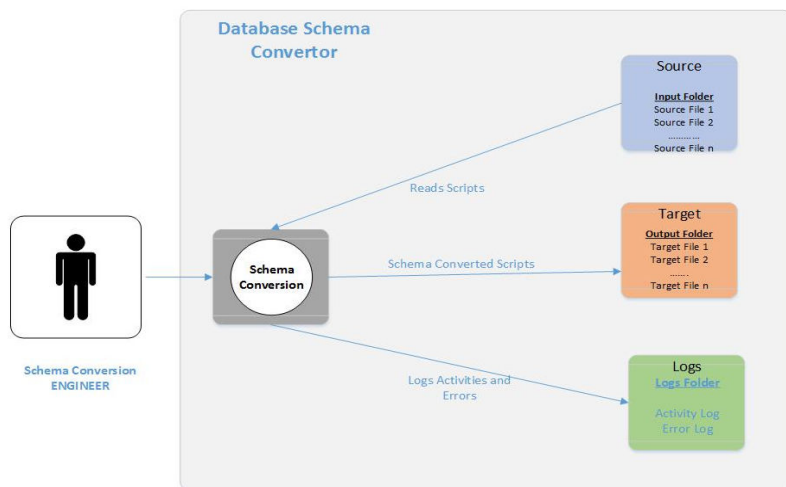 Database Schema
Convertor
Source
Input Folder
Source File 1
Source File 2
............
Source File n
Reads Scripts
Target
Output Folder
Target File 1
Target File 2
.......
Target File n
Schema
Conversion
Schema Converted Scripts
Schema Conversion
ENGINEER
Logs Activities and
Errors
Logs
Logs Folder
Activity Log
Error Log